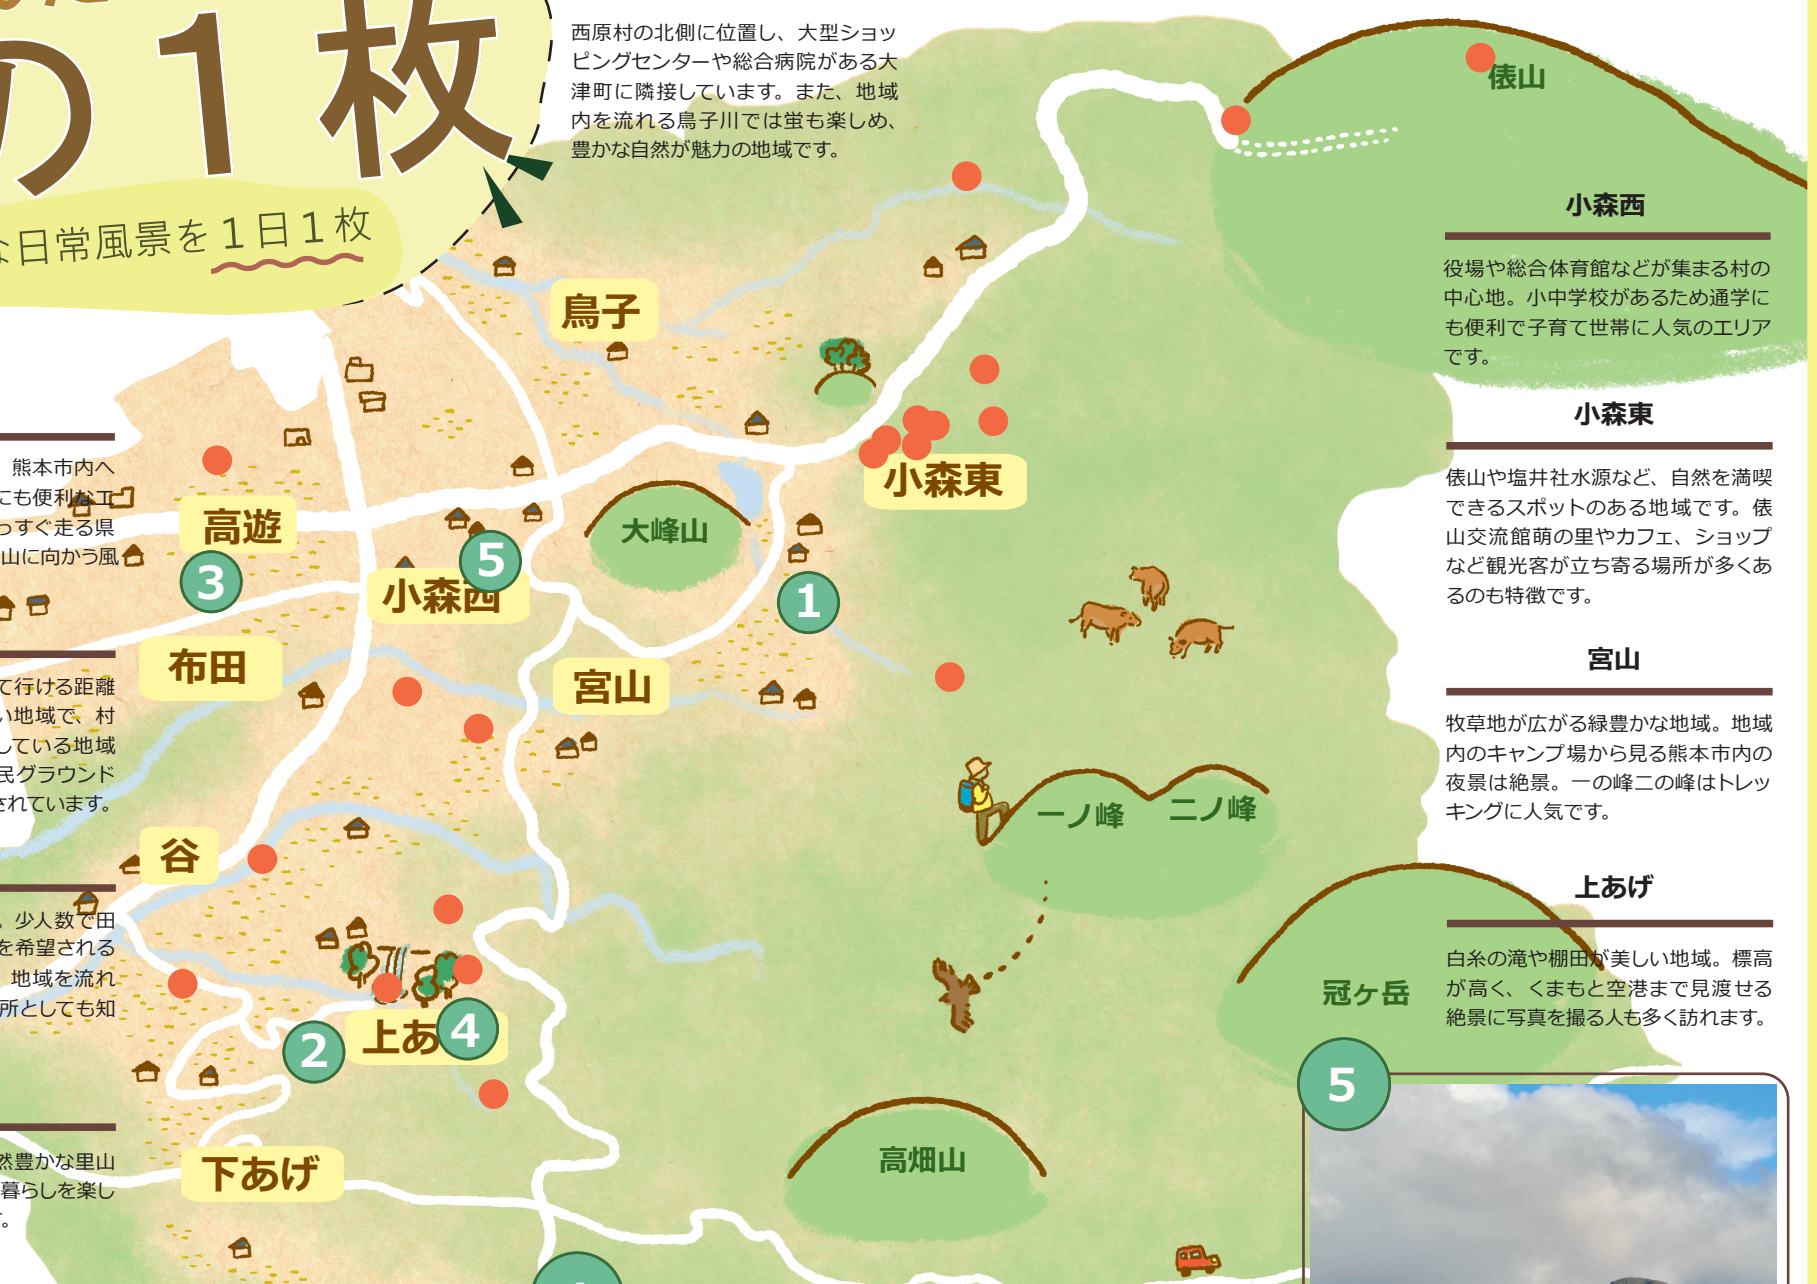 の１枚
な日常風景を１日１枚
西原村の北側に位置し、大型ショッ
ピングセンターや総合病院がある大
津町に隣接しています。また、地域
内を流れる鳥子川では蛍も楽しめ、
豊かな自然が魅力の地域です。
俵山
小森西
役場や総合体育館などが集まる村の
中心地。小中学校があるため通学に
も便利で子育て世帯に人気のエリア
です。
小森東
俵山や塩井社水源など、自然を満喫
できるスポットのある地域です。俵
山交流館萌の里やカフェ、ショップ
など観光客が立ち寄る場所が多くあ
るのも特徴です。
宮山
牧草地が広がる緑豊かな地域。地域
内のキャンプ場から見る熊本市内の
夜景は絶景。一の峰二の峰はトレッ
キングに人気です。
上あげ
白糸の滝や棚田が美しい地域。標高
が高く、くまもと空港まで見渡せる
絶景に写真を撮る人も多く訪れます。
5
鳥子
小森東
大峰山
高遊
3
5
小森西
1
布田
宮山
谷
一ノ峰
二ノ峰
冠ヶ岳
上あ
4
2
高畑山
下あげ
熊本市内へ
にも便利なエ
っすぐ走る県
山に向かう風
て行ける距離
い地域で、村
している地域
民グラウンド
されています。
。少人数で田
を希望される
地域を流れ
所としても知
然豊かな里山
暮らしを楽し
す。